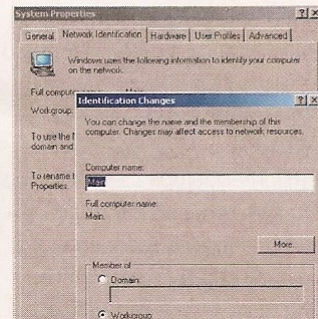 System Properties
General Network Identification Hardware User Profiles Advanced
Windows uses the following information to identify your computer
on the network.
Full computer
Workgroup:
To use the
domain and
To rename
Properties.
Identification Changes
You can change the name and the membership of this
computer. Changes may affect access to network resources.
Computer name:
Main
Full computer name:
Main.
More...
Member of
Domain:
Workgroup: